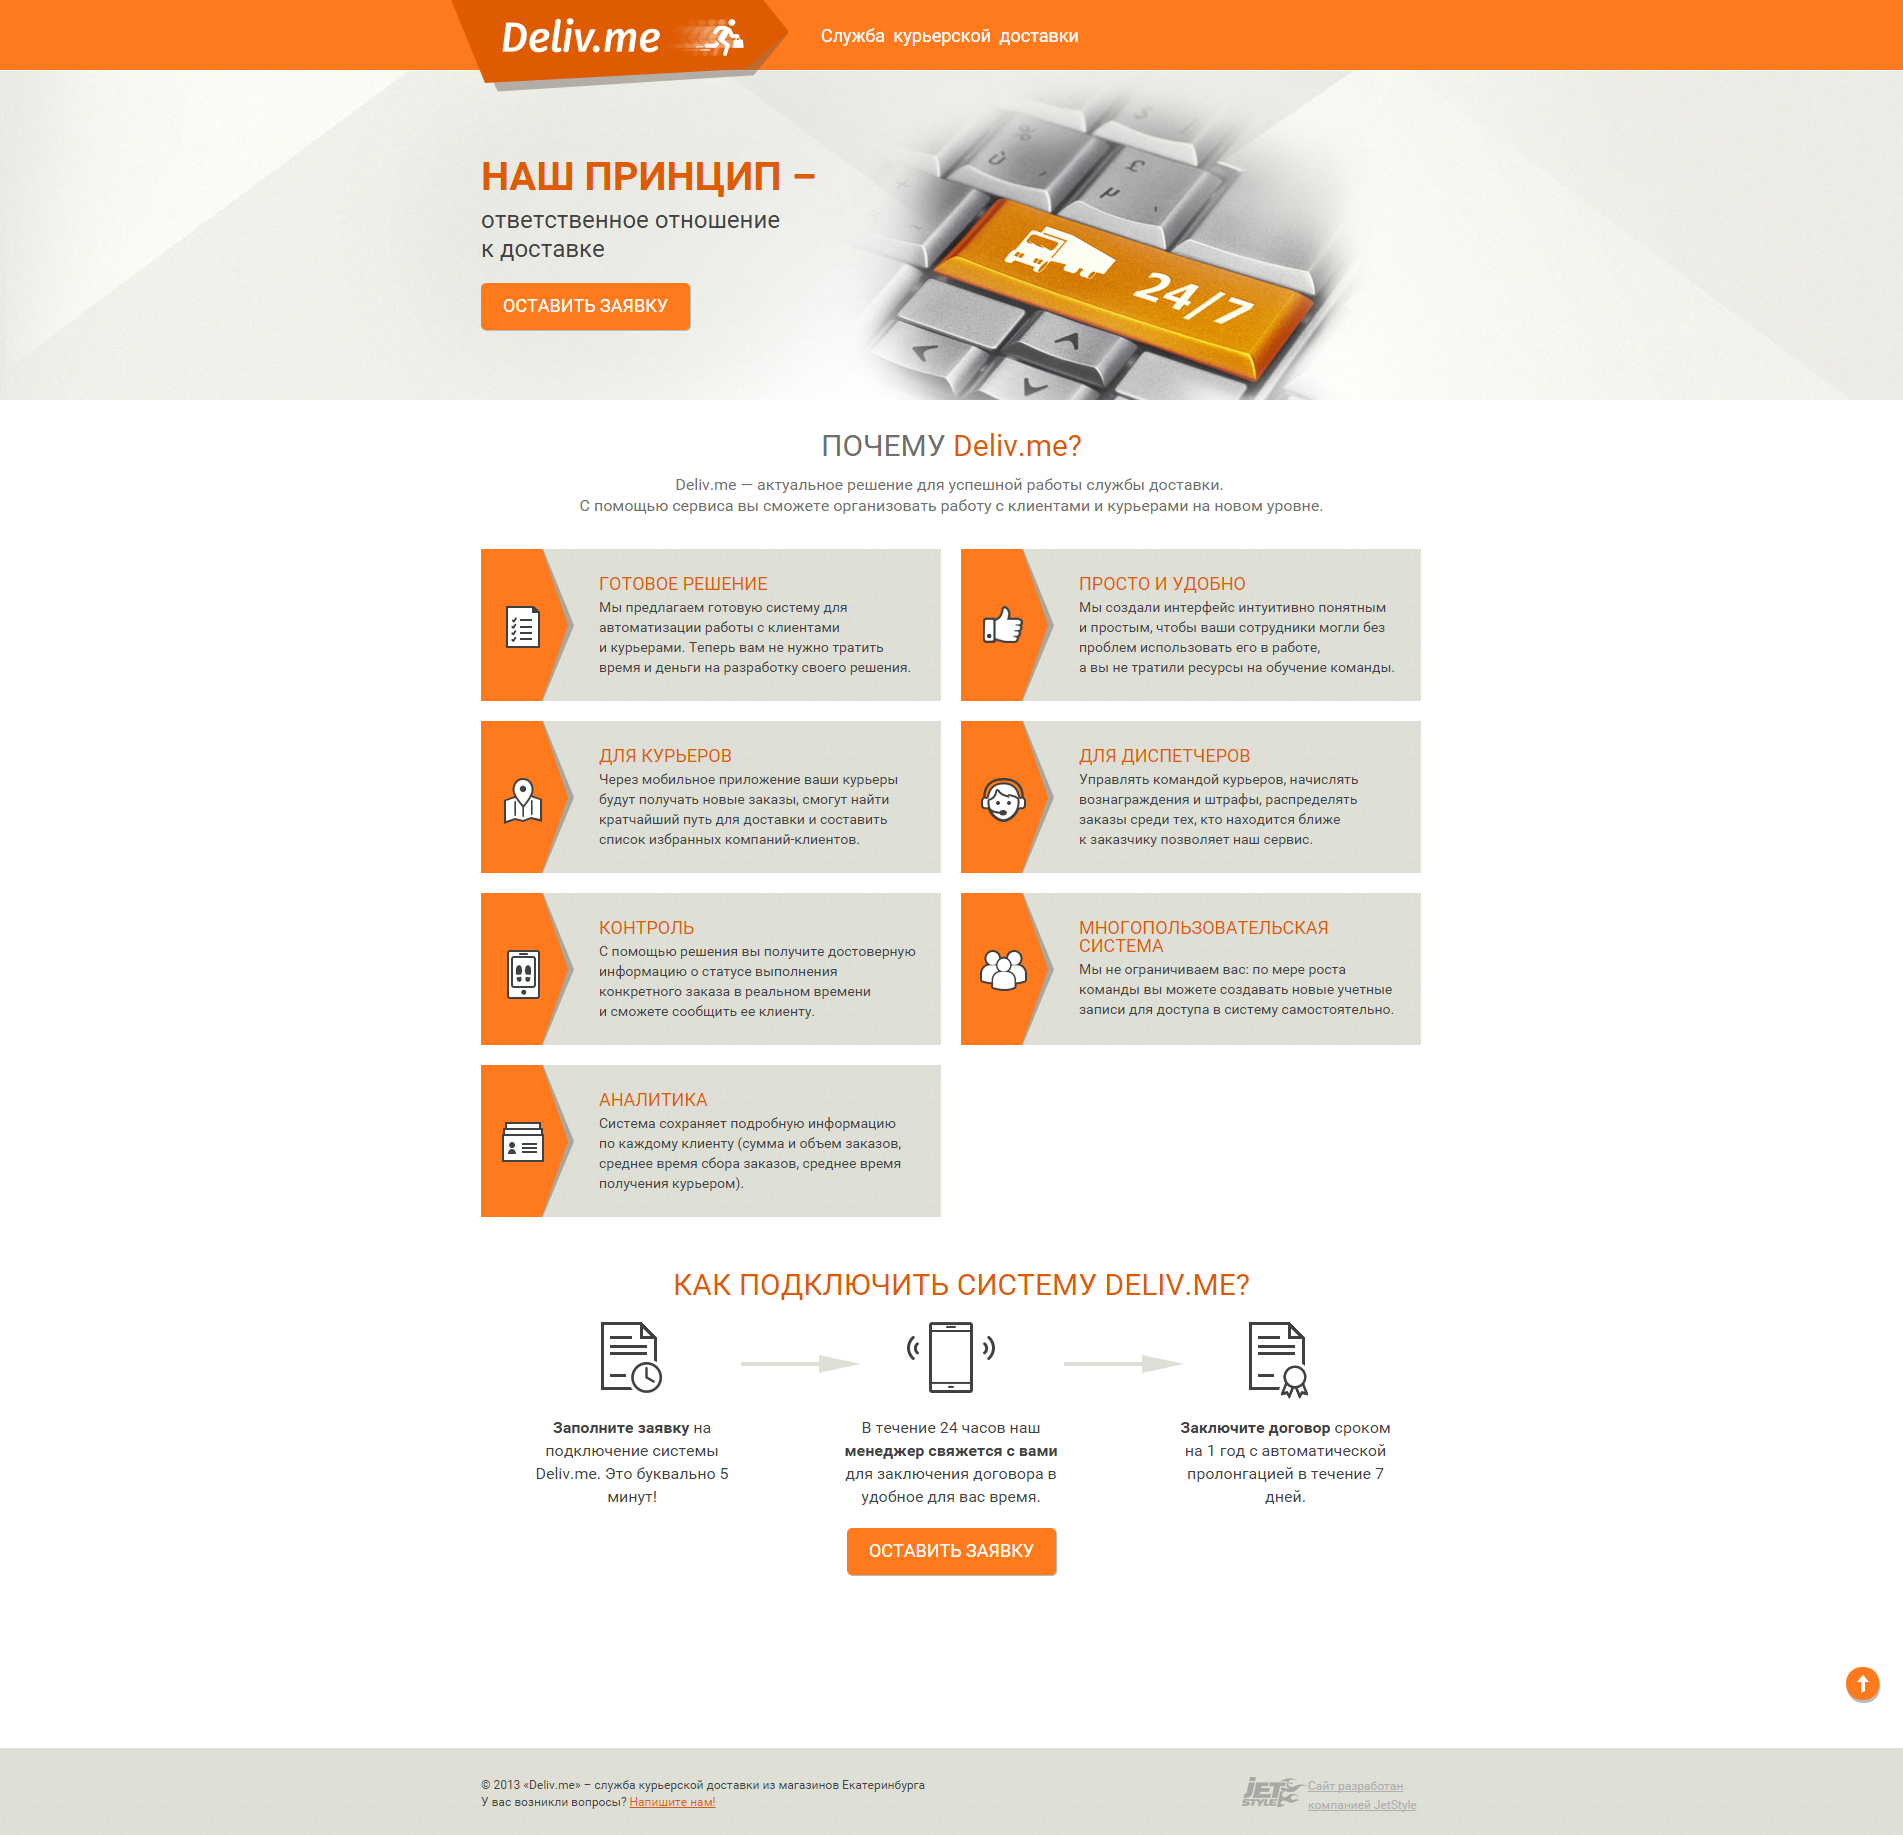 Deliv.me
Служба курьерской доставки
НАШ ПРИНЦИП –
ответственное отношение
к доставке
ОСТАВИТЬ ЗАЯВКУ
% ù , $ £ µ ,
24/7
ПОЧЕМУ Deliv.me?
Deliv.me — актуальное решение для успешной работы службы доставки.
С помощью сервиса вы сможете организовать работу с клиентами и курьерами на новом уровне.
ГОТОВОЕ РЕШЕНИЕ
Мы предлагаем готовую систему для
автоматизации работы с клиентами
и курьерами. Теперь вам не нужно тратить
время и деньги на разработку своего решения.
ПРОСТО И УДОБНО
Мы создали интерфейс интуитивно понятным
и простым, чтобы ваши сотрудники могли без
проблем использовать его в работе,
а вы не тратили ресурсы на обучение команды.
ДЛЯ КУРЬЕРОВ
Через мобильное приложение ваши курьеры
будут получать новые заказы, смогут найти
кратчайший путь для доставки и составить
список избранных компаний-клиентов.
ДЛЯ ДИСПЕТЧЕРОВ
Управлять командой курьеров, начислять
вознаграждения и штрафы, распределять
заказы среди тех, кто находится ближе
к заказчику позволяет наш сервис.
КОНТРОЛЬ
С помощью решения вы получите достоверную
информацию о статусе выполнения
конкретного заказа в реальном времени
и сможете сообщить ее клиенту.
МНОГОПОЛЬЗОВАТЕЛЬСКАЯ
СИСТЕМА
Мы не ограничиваем вас: по мере роста
команды вы можете создавать новые учетные
записи для доступа в систему самостоятельно.
АНАЛИТИКА
Система сохраняет подробную информацию
по каждому клиенту (сумма и объем заказов,
среднее время сбора заказов, среднее время
получения курьером).
КАК ПОДКЛЮЧИТЬ СИСТЕМУ DELIV.ME?
Заполните заявку на
подключение системы
Deliv.me. Это буквально 5
минут!
В течение 24 часов наш
менеджер свяжется с вами
для заключения договора в
удобное для вас время.
Заключите договор сроком
на 1 год с автоматической
пролонгацией в течение 7
дней.
ОСТАВИТЬ ЗАЯВКУ
© 2013 «Deliv.me» – служба курьерской доставки из магазинов Екатеринбурга
У вас возникли вопросы? Напишите нам!
JET
STYLE
Сайт разработан
компанией JetStyle